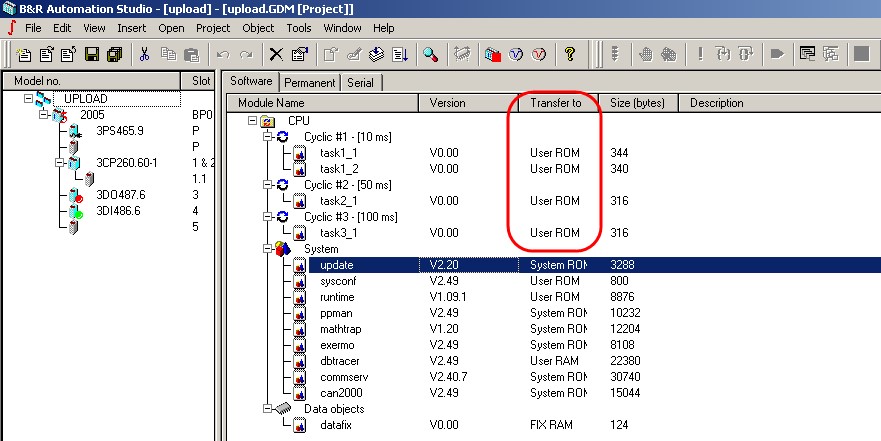 B&R Automation Studio - [upload] - [upload.GDM [Project]]
File Edit View Insert Open Project Object Tools Window Help
Model no. Slot
UPLOAD
2005 BP0
3PS465.9 P
P
3CP260.60-1 1 & 2
1.1
3DO487.6 3
3DI486.6 4
5
Software Permanent Serial
Module Name Version Transfer to Size (bytes) Description
CPU
Cyclic #1 - [10 ms]
task1_1 V0.00 User ROM 344
task1_2 V0.00 User ROM 340
Cyclic #2 - [50 ms]
task2_1 V0.00 User ROM 316
Cyclic #3 - [100 ms]
task3_1 V0.00 User ROM 316
System
update V2.20 System ROM 3288
sysconf V2.49 User ROM 800
runtime V1.09.1 User ROM 8876
ppman V2.49 System ROM 10232
mathtrap V1.20 System ROM 12204
exermo V2.49 System ROM 8108
dbtracer V2.49 User RAM 22380
commserv V2.40.7 System ROM 30740
can2000 V2.49 System ROM 15044
Data objects
datafix V0.00 FIX RAM 124